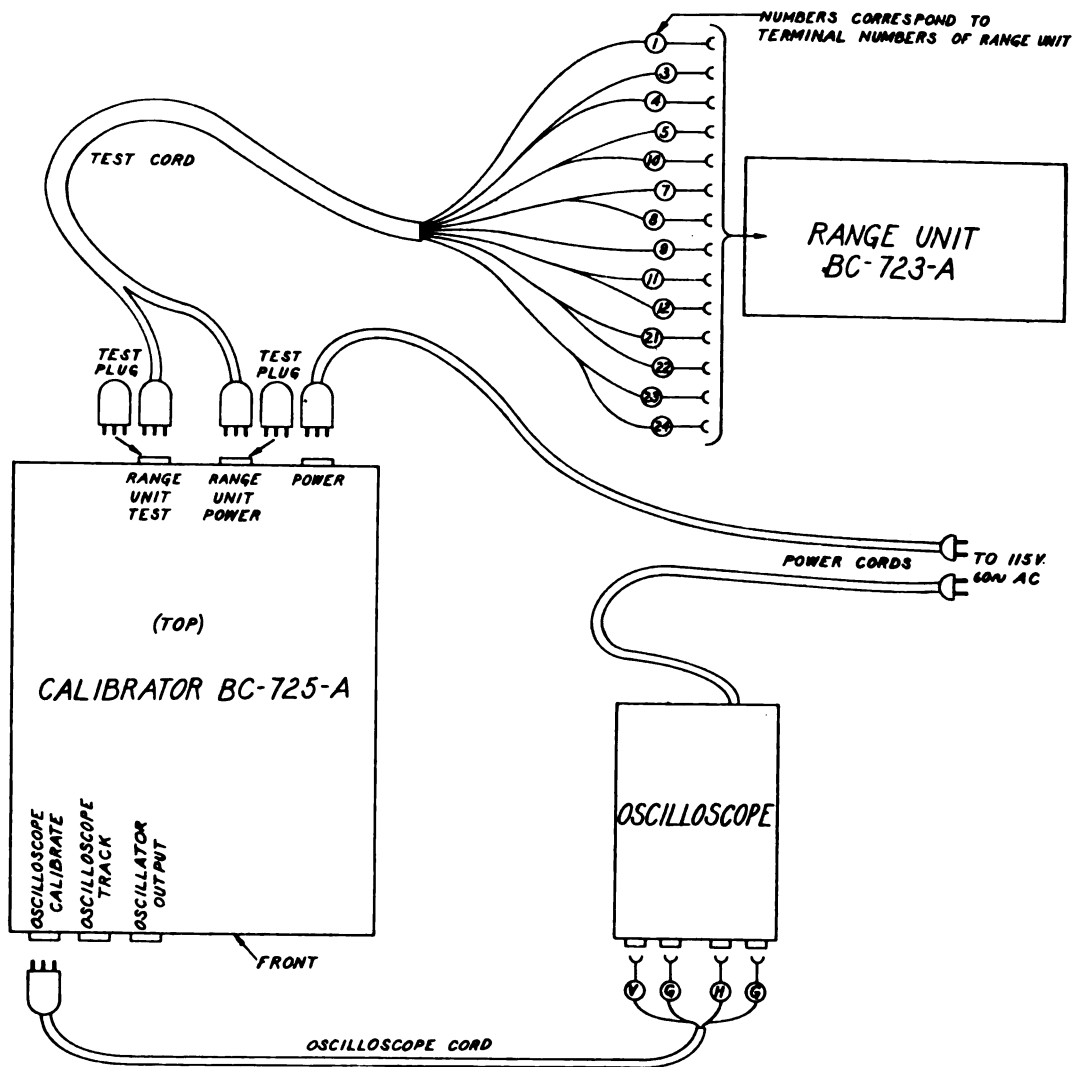 NUMBERS CORRESPOND TO
TERMINAL NUMBERS OF RANGE UNIT
1
3
4
5
10
7
8
9
11
12
21
22
23
24
TEST CORD
RANGE UNIT
BC-723-A
TEST
PLUG
TEST
PLUG
RANGE
UNIT
TEST
RANGE
UNIT
POWER
POWER
POWER CORDS
TO 115V.
60~ AC
(TOP)
CALIBRATOR BC-725-A
OSCILLOSCOPE
CALIBRATE
OSCILLOSCOPE
TRACK
OSCILLATOR
OUTPUT
FRONT
OSCILLOSCOPE
V
G
H
G
OSCILLOSCOPE CORD